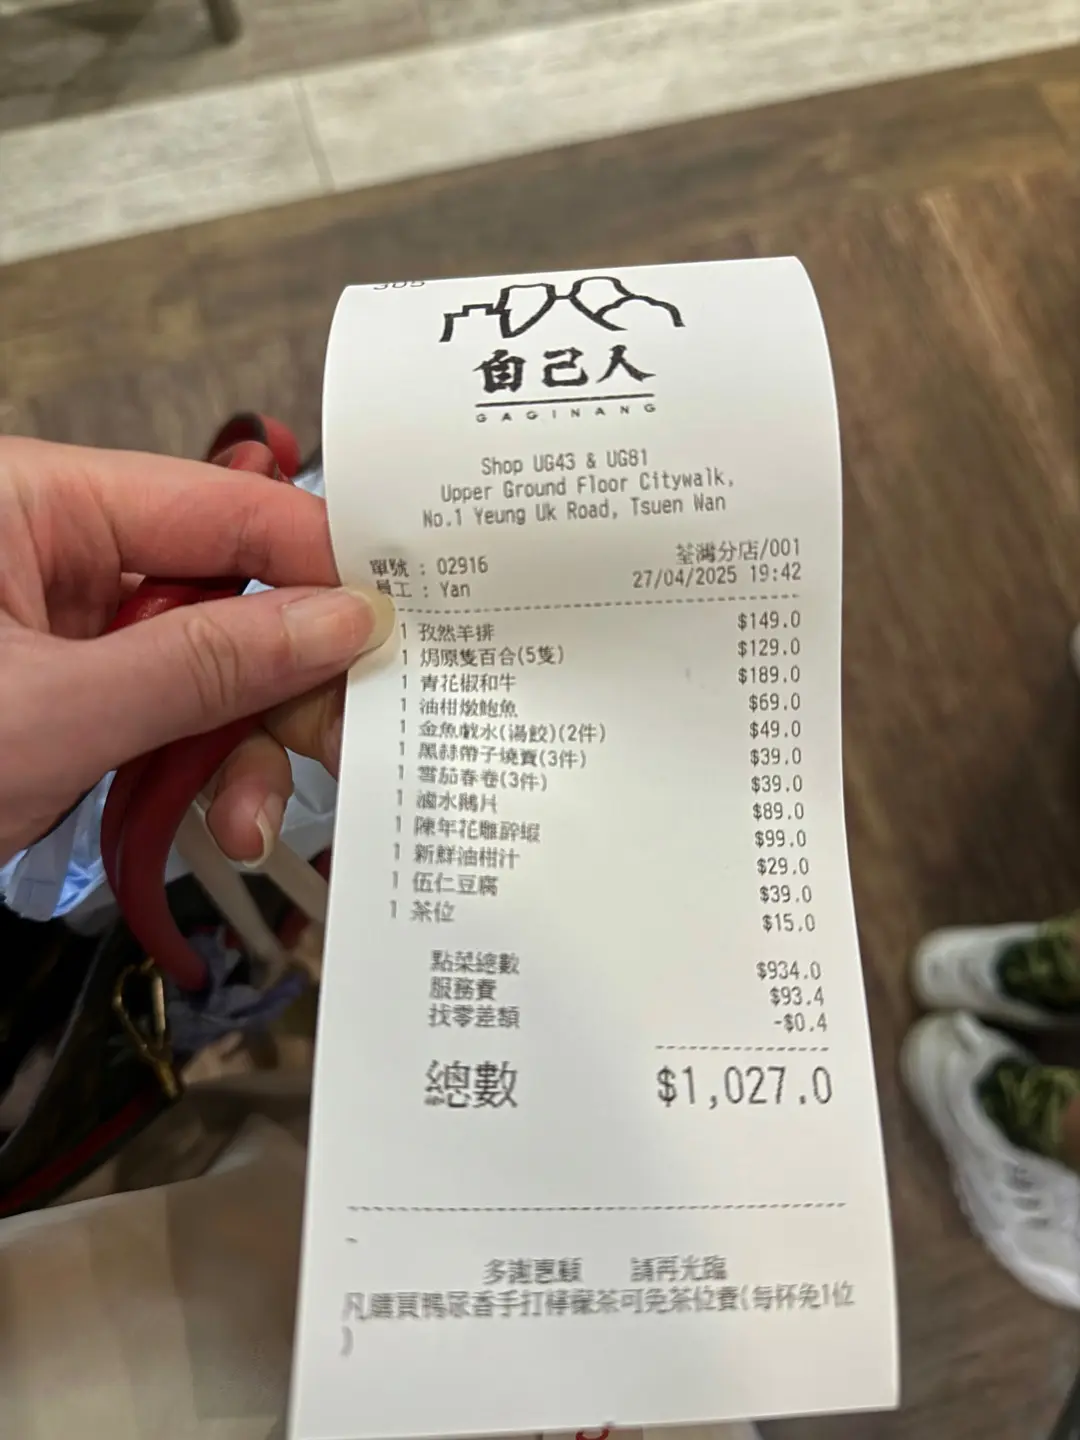 305
自己人
GAGINANG
Shop UG43 & UG81
Upper Ground Floor Citywalk,
No.1 Yeung Uk Road, Tsuen Wan
單號 : 02916 荃灣分店/001
員工 : Yan 27/04/2025 19:42
1 孜然羊排 $149.0
1 焗原隻百合(5隻) $129.0
1 青花椒和牛 $189.0
1 油柑燉鮑魚 $69.0
1 金魚戲水(湯餃)(2件) $49.0
1 黑蒜帶子燒賣(3件) $39.0
1 雪茄春卷(3件) $39.0
1 滷水鵝片 $89.0
1 陳年花雕醉蝦 $99.0
1 新鮮油柑汁 $29.0
1 伍仁豆腐 $39.0
1 茶位 $15.0
點菜總數 $934.0
服務費 $93.4
找零差額 -$0.4
總數 $1,027.0
~
多謝惠顧 請再光臨
凡購買鴨屎香手打檸檬茶可免茶位費(每杯免1位
)